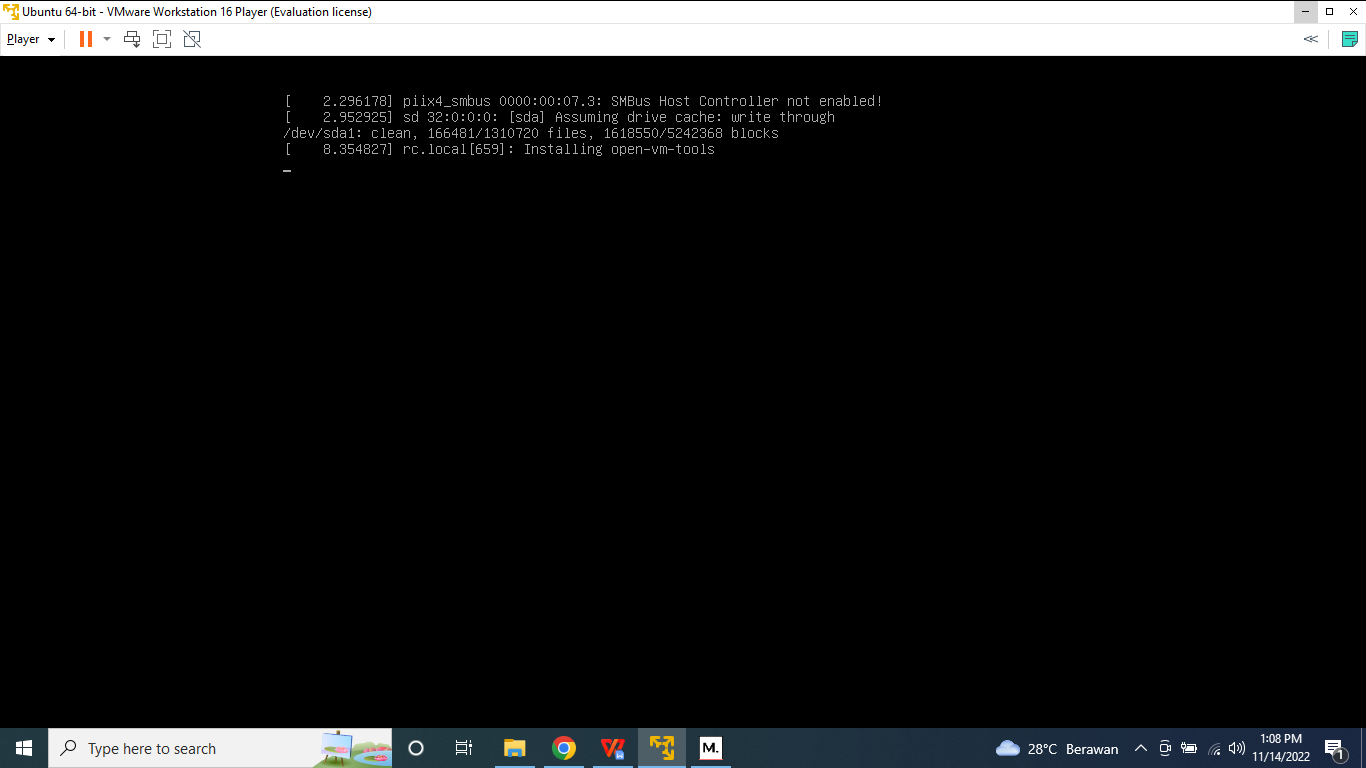 Ubuntu 64-bit - VMware Workstation 16 Player (Evaluation license)
Player
[    2.296178] piix4_smbus 0000:00:07.3: SMBus Host Controller not enabled!
[    2.952925] sd 32:0:0:0: [sda] Assuming drive cache: write through
/dev/sda1: clean, 166481/1310720 files, 1618550/5242368 blocks
[    8.354827] rc.local[659]: Installing open-vm-tools
Type here to search
M.
28°C Berawan
1:08 PM
11/14/2022
1